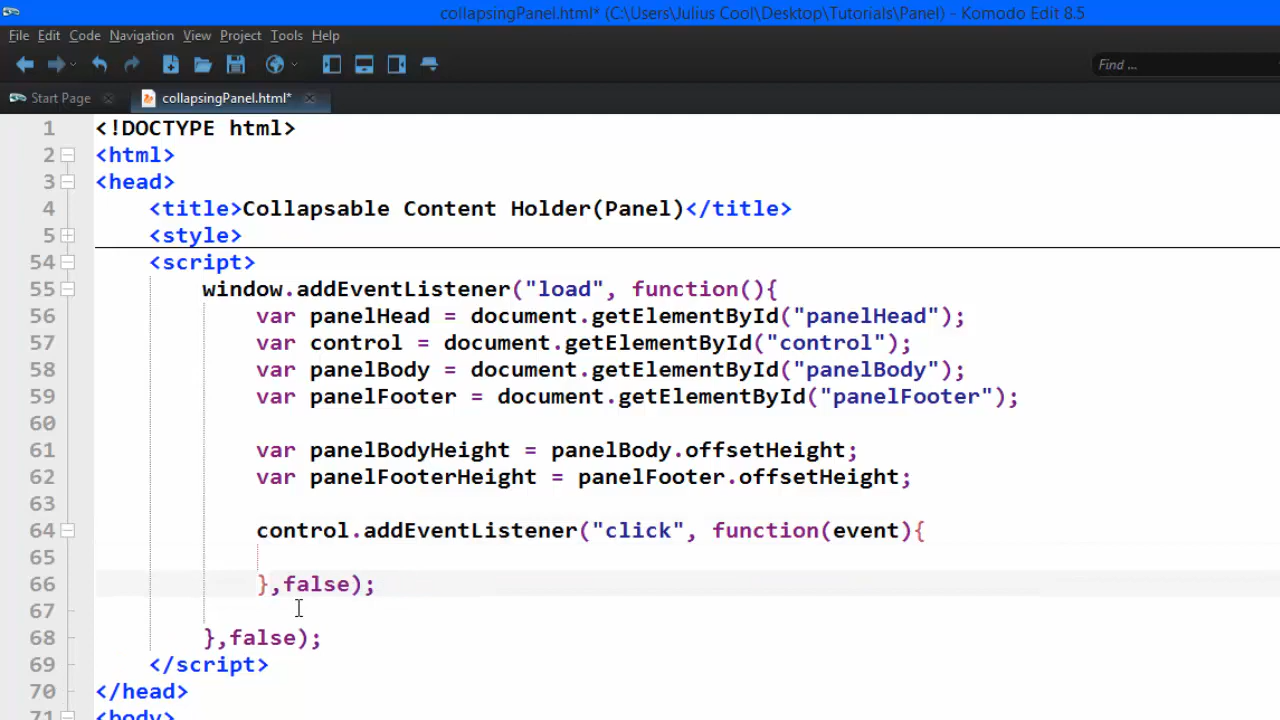 collapsingPanel.html* (C:\Users\Julius Cool\Desktop\Tutorials\Panel) - Komodo Edit 8.5
File Edit Code Navigation View Project Tools Help
Find ...
Start Page collapsingPanel.html*
1 <!DOCTYPE html>
2 <html>
3 <head>
4 <title>Collapsable Content Holder(Panel)</title>
5 <style>
54 <script>
55 window.addEventListener("load", function(){
56 var panelHead = document.getElementById("panelHead");
57 var control = document.getElementById("control");
58 var panelBody = document.getElementById("panelBody");
59 var panelFooter = document.getElementById("panelFooter");
60
61 var panelBodyHeight = panelBody.offsetHeight;
62 var panelFooterHeight = panelFooter.offsetHeight;
63
64 control.addEventListener("click", function(event){
65
66 },false);
67
68 },false);
69 </script>
70 </head>
71 <body>